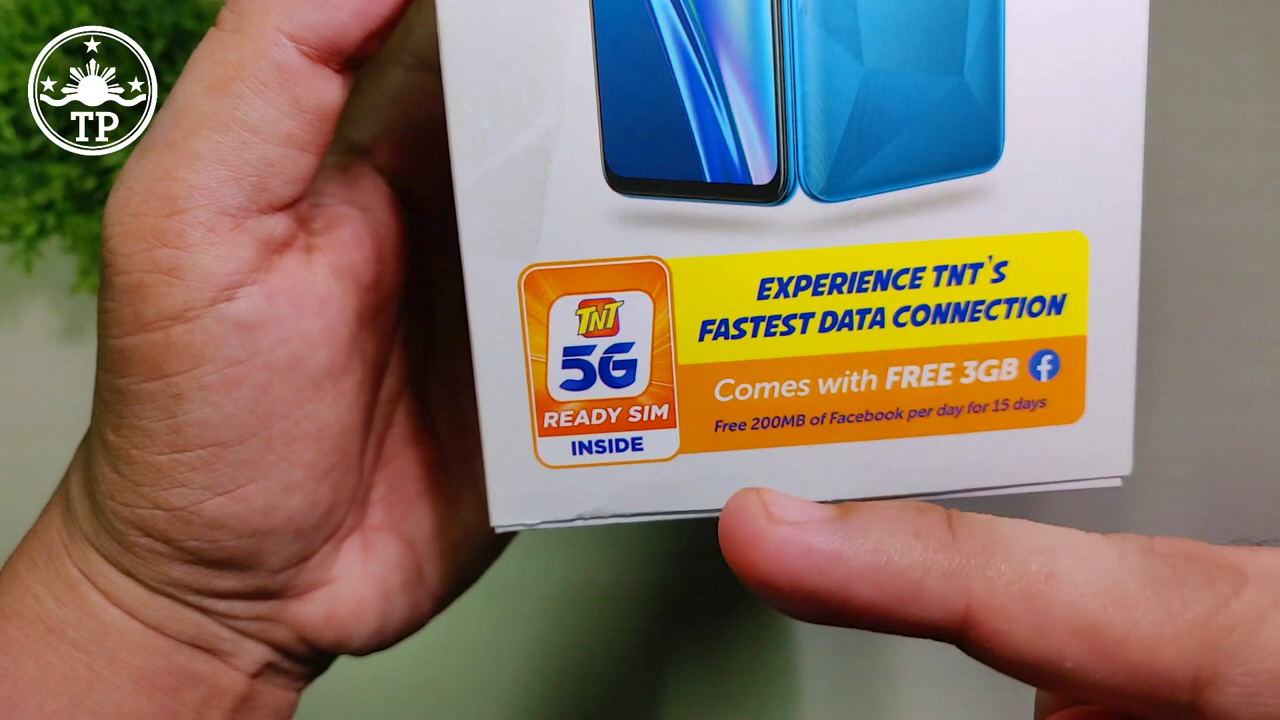 TP
TNT
5G
READY SIM
INSIDE
EXPERIENCE TNT'S
FASTEST DATA CONNECTION
Comes with FREE 3GB f
Free 200MB of Facebook per day for 15 days